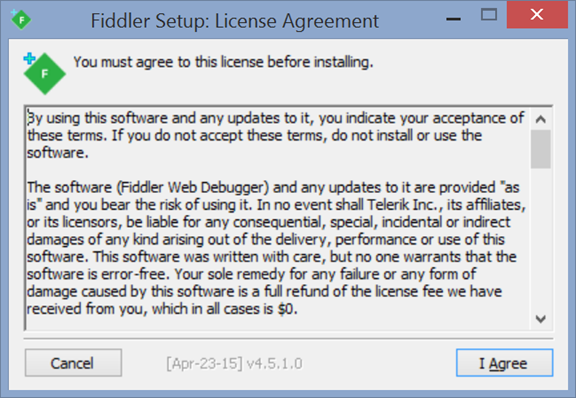 Fiddler Setup: License Agreement
F
You must agree to this license before installing.
By using this software and any updates to it, you indicate your acceptance of
these terms. If you do not accept these terms, do not install or use the
software.
The software (Fiddler Web Debugger) and any updates to it are provided "as
is" and you bear the risk of using it. In no event shall Telerik Inc., its affiliates,
or its licensors, be liable for any consequential, special, incidental or indirect
damages of any kind arising out of the delivery, performance or use of this
software. This software was written with care, but no one warrants that the
software is error-free. Your sole remedy for any failure or any form of
damage caused by this software is a full refund of the license fee we have
received from you, which in all cases is $0.
Cancel
[Apr-23-15] v4.5.1.0
I Agree